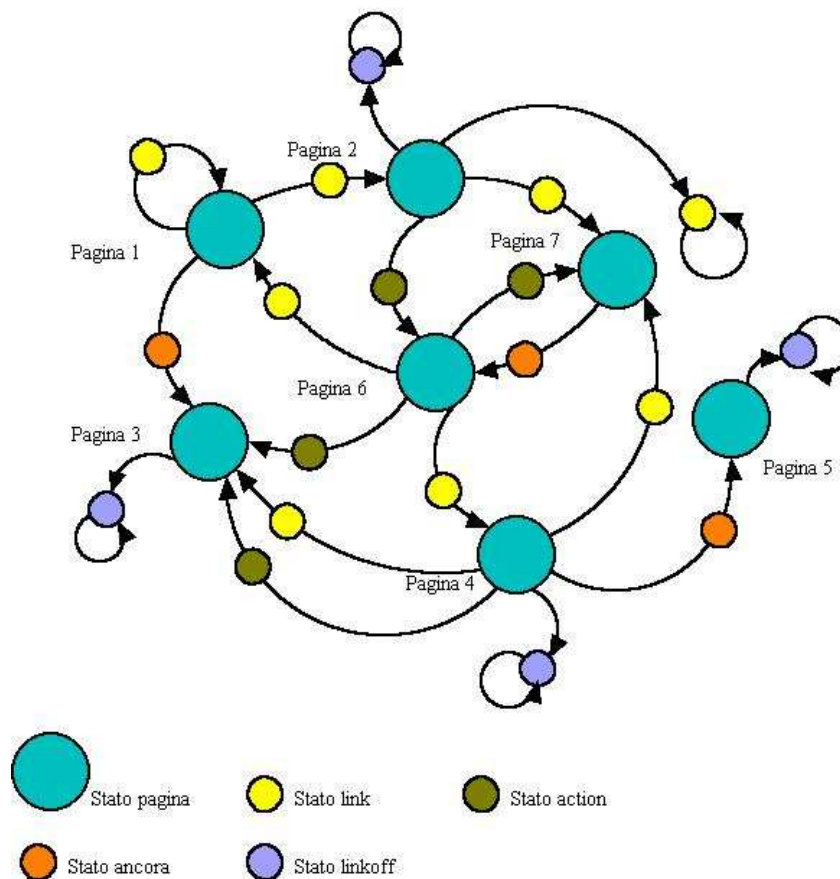 Pagina 2
Pagina 7
Pagina 1
Pagina 6
Pagina 3
Pagina 5
Pagina 4
Stato pagina
Stato link
Stato action
Stato ancora
Stato linkoff